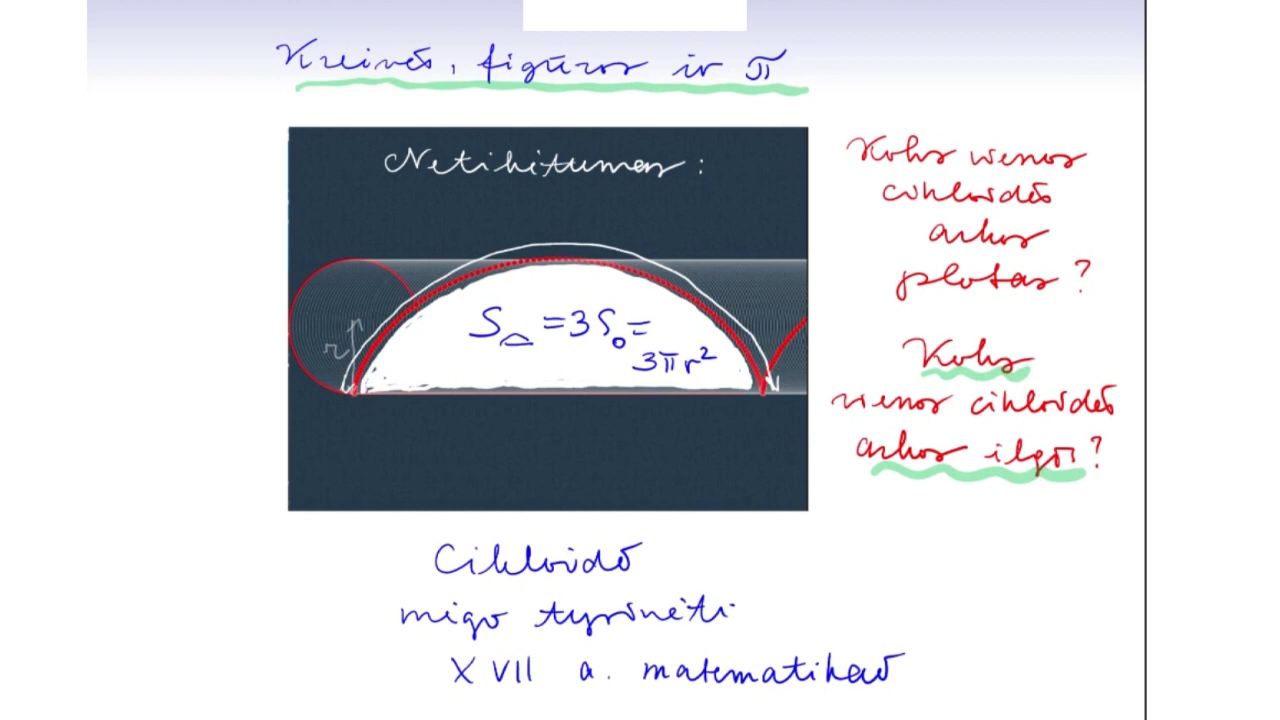 Kreivės, figūros ir π
Netikėtumas:
Koks vienos
cikloidės
arkos
plotas?
S⌓ = 3S₀ =
3πr²
r
Koks
vienos cikloidės
arkos ilgis?
Cikloidę
mėgo tyrinėti
XVII a. matematikai